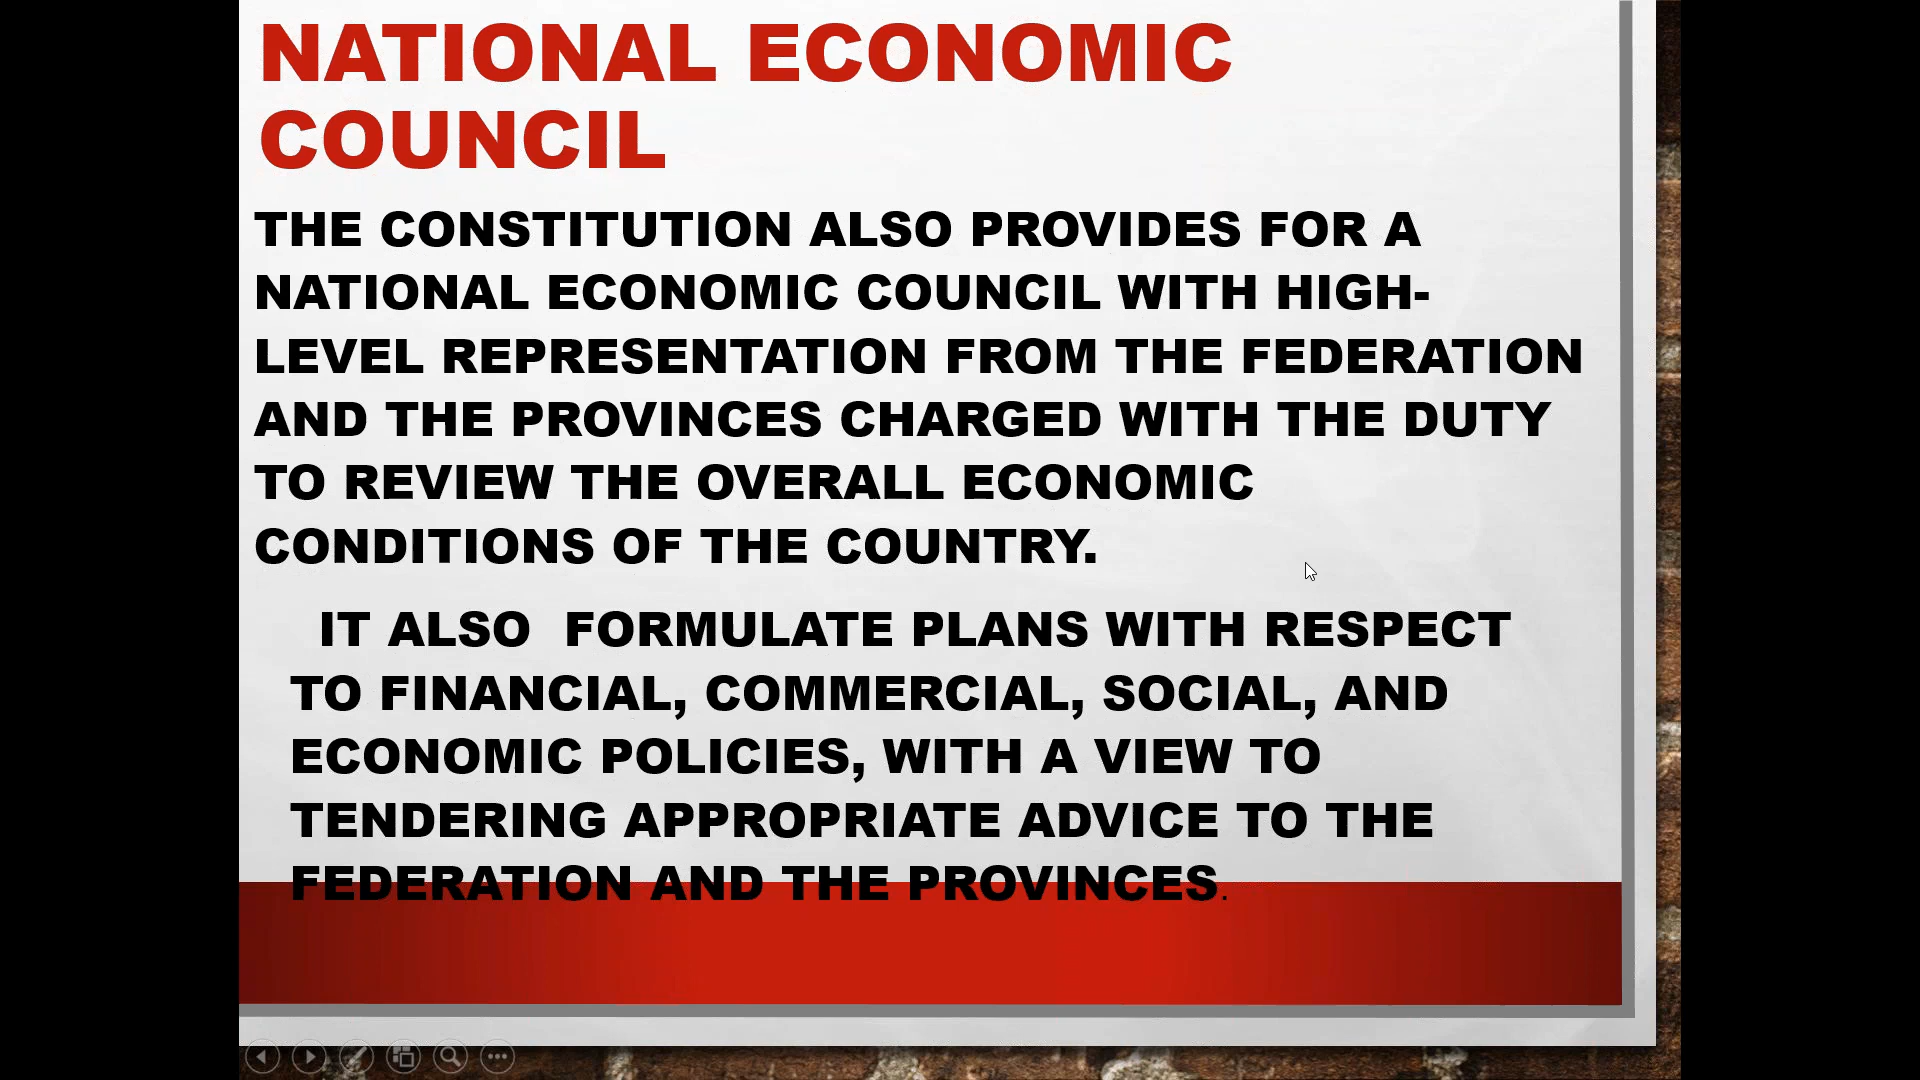 NATIONAL ECONOMIC
COUNCIL
THE CONSTITUTION ALSO PROVIDES FOR A
NATIONAL ECONOMIC COUNCIL WITH HIGH-
LEVEL REPRESENTATION FROM THE FEDERATION
AND THE PROVINCES CHARGED WITH THE DUTY
TO REVIEW THE OVERALL ECONOMIC
CONDITIONS OF THE COUNTRY.
IT ALSO  FORMULATE PLANS WITH RESPECT
TO FINANCIAL, COMMERCIAL, SOCIAL, AND
ECONOMIC POLICIES, WITH A VIEW TO
TENDERING APPROPRIATE ADVICE TO THE
FEDERATION AND THE PROVINCES.